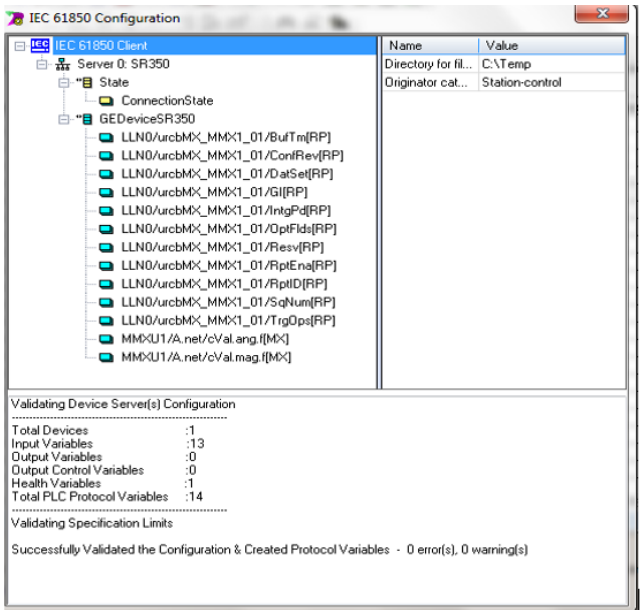 IEC 61850 Configuration
IEC IEC 61850 Client
Server 0: SR350
State
ConnectionState
GEDeviceSR350
LLN0/urcbMX_MMX1_01/BufTm[RP]
LLN0/urcbMX_MMX1_01/ConfRev[RP]
LLN0/urcbMX_MMX1_01/DatSet[RP]
LLN0/urcbMX_MMX1_01/GI[RP]
LLN0/urcbMX_MMX1_01/IntgPd[RP]
LLN0/urcbMX_MMX1_01/OptFlds[RP]
LLN0/urcbMX_MMX1_01/Resv[RP]
LLN0/urcbMX_MMX1_01/RptEna[RP]
LLN0/urcbMX_MMX1_01/RptID[RP]
LLN0/urcbMX_MMX1_01/SqNum[RP]
LLN0/urcbMX_MMX1_01/TrgOps[RP]
MMXU1/A.net/cVal.ang.f[MX]
MMXU1/A.net/cVal.mag.f[MX]
Name Value
Directory for fil... C:\Temp
Originator cat... Station-control
Validating Device Server(s) Configuration
Total Devices :1
Input Variables :13
Output Variables :0
Output Control Variables :0
Health Variables :1
Total PLC Protocol Variables :14
Validating Specification Limits
Successfully Validated the Configuration & Created Protocol Variables - 0 error(s), 0 warning(s)